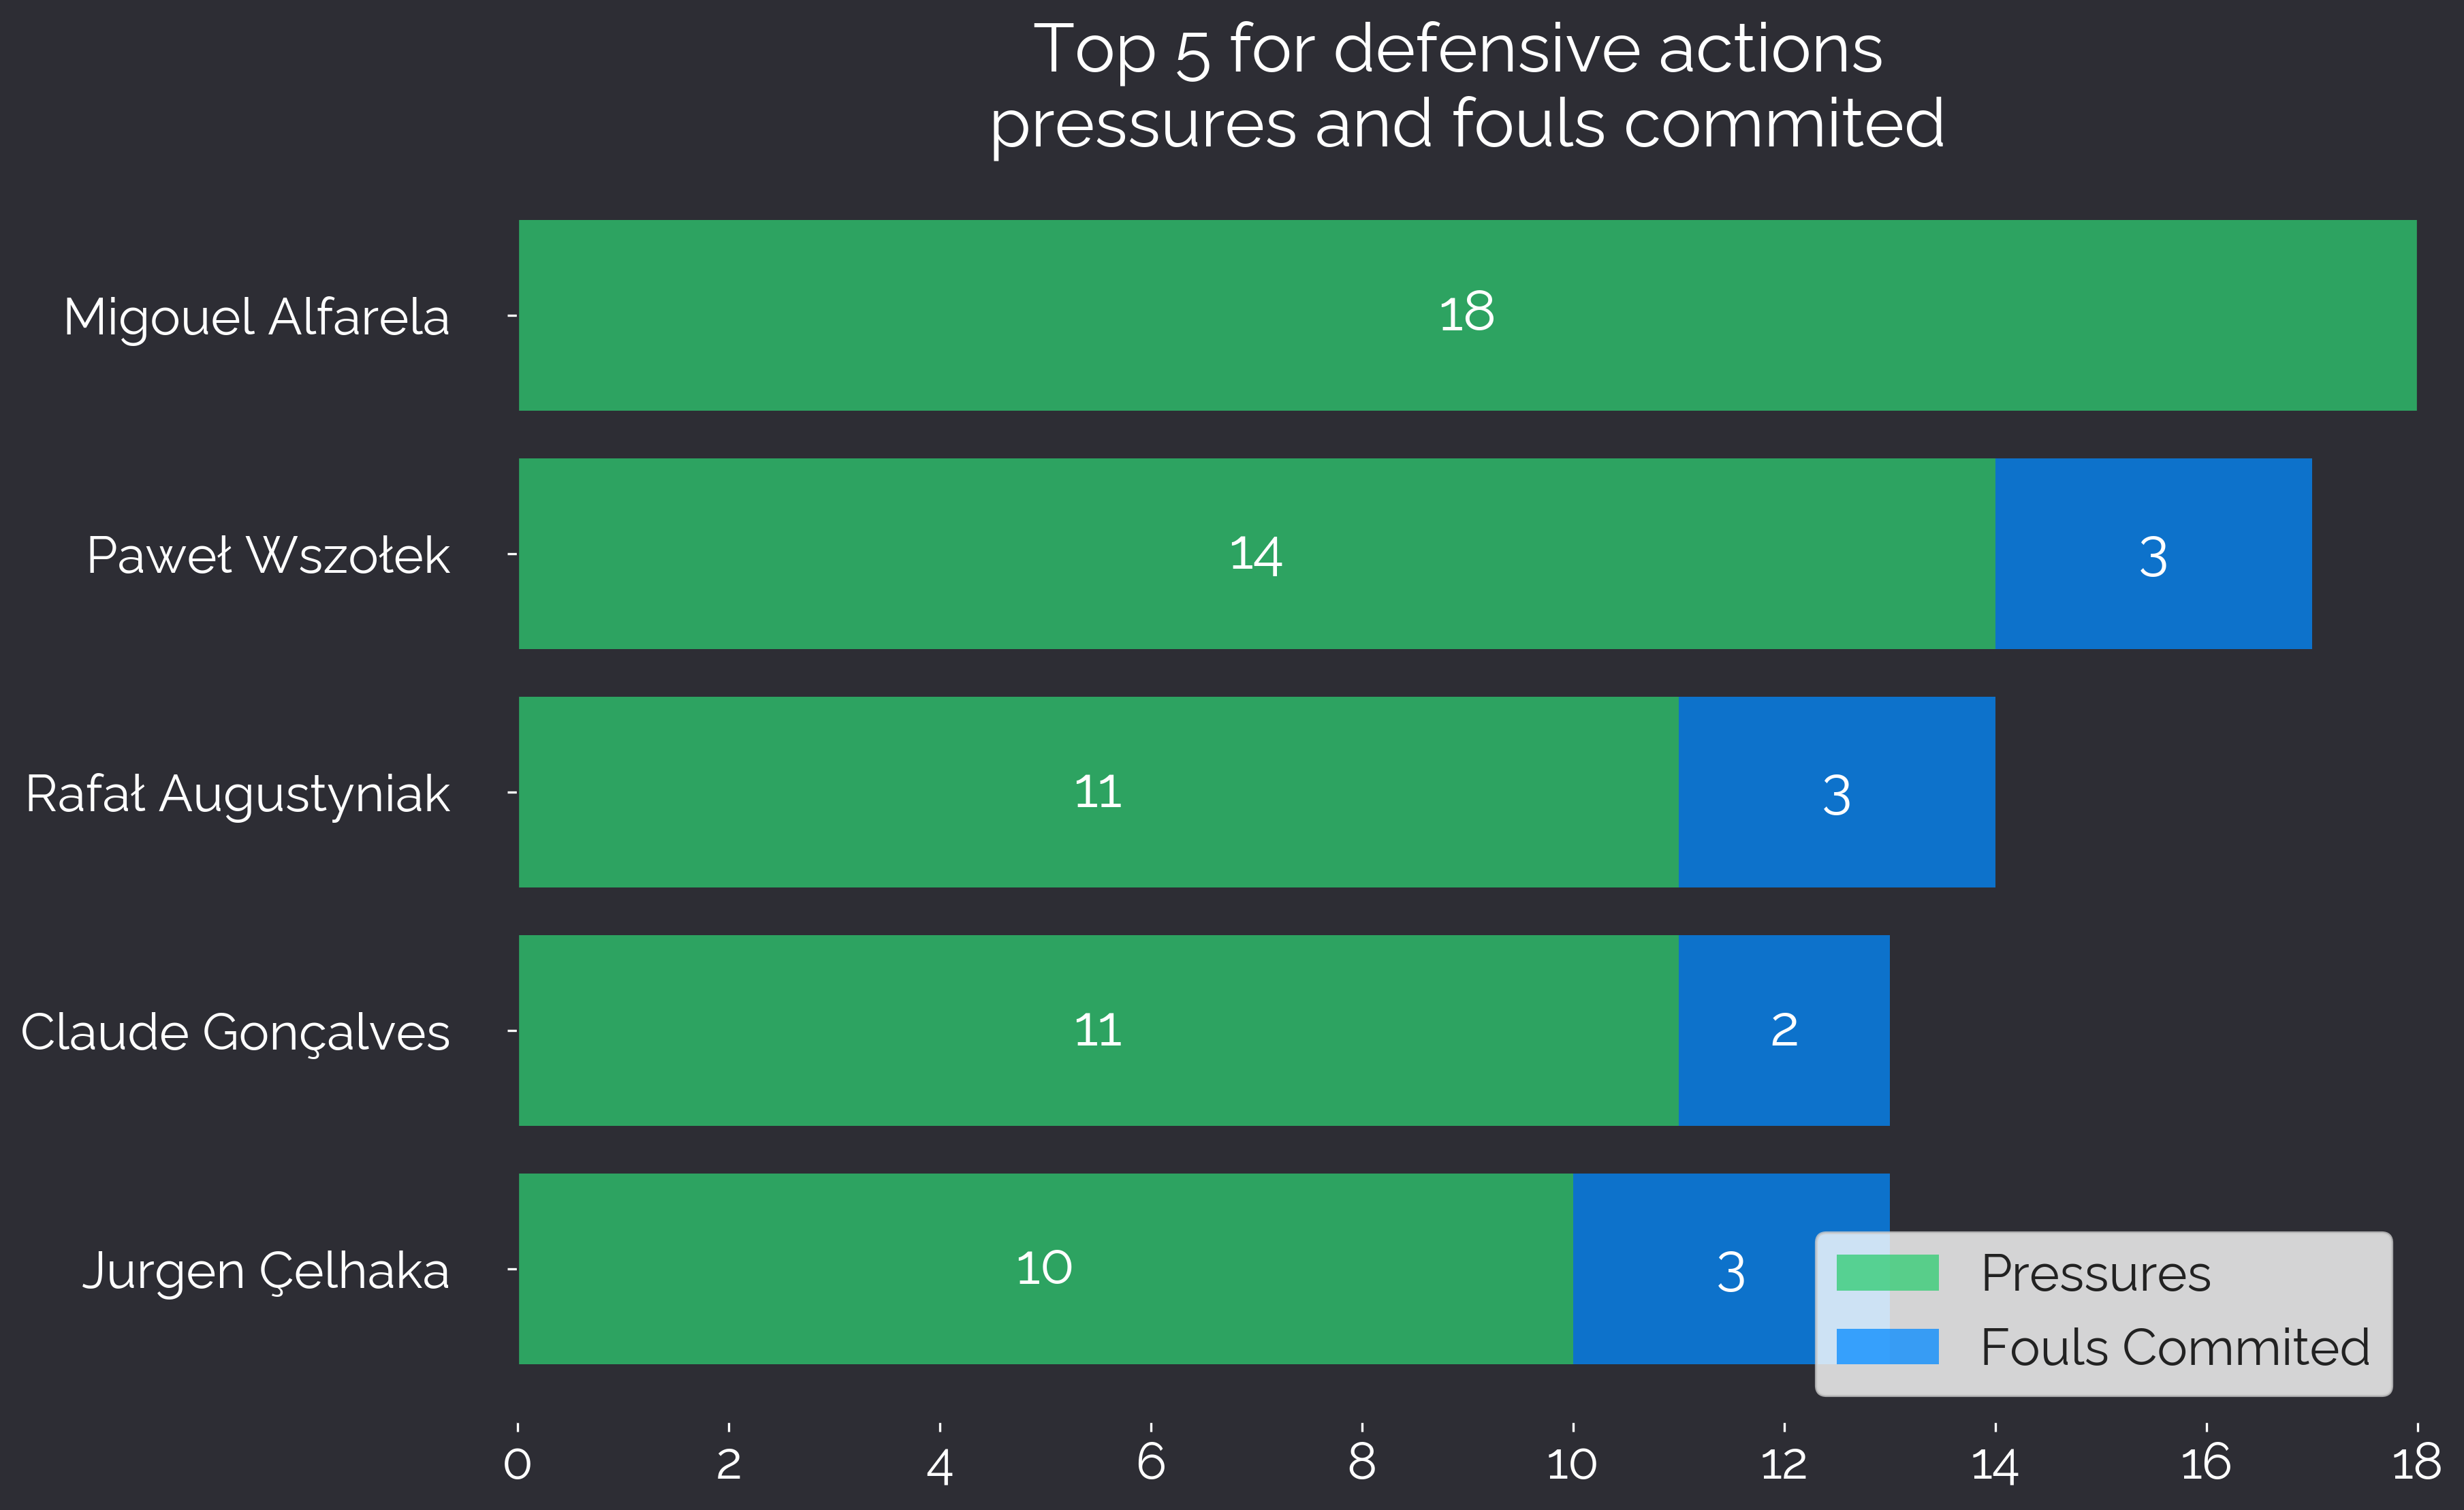 Top 5 for defensive actions
pressures and fouls commited
Migouel Alfarela
18
Paweł Wszołek
14
3
Rafał Augustyniak
11
3
Claude Gonçalves
11
2
Jurgen Çelhaka
10
3
Pressures
Fouls Commited
0 2 4 6 8 10 12 14 16 18